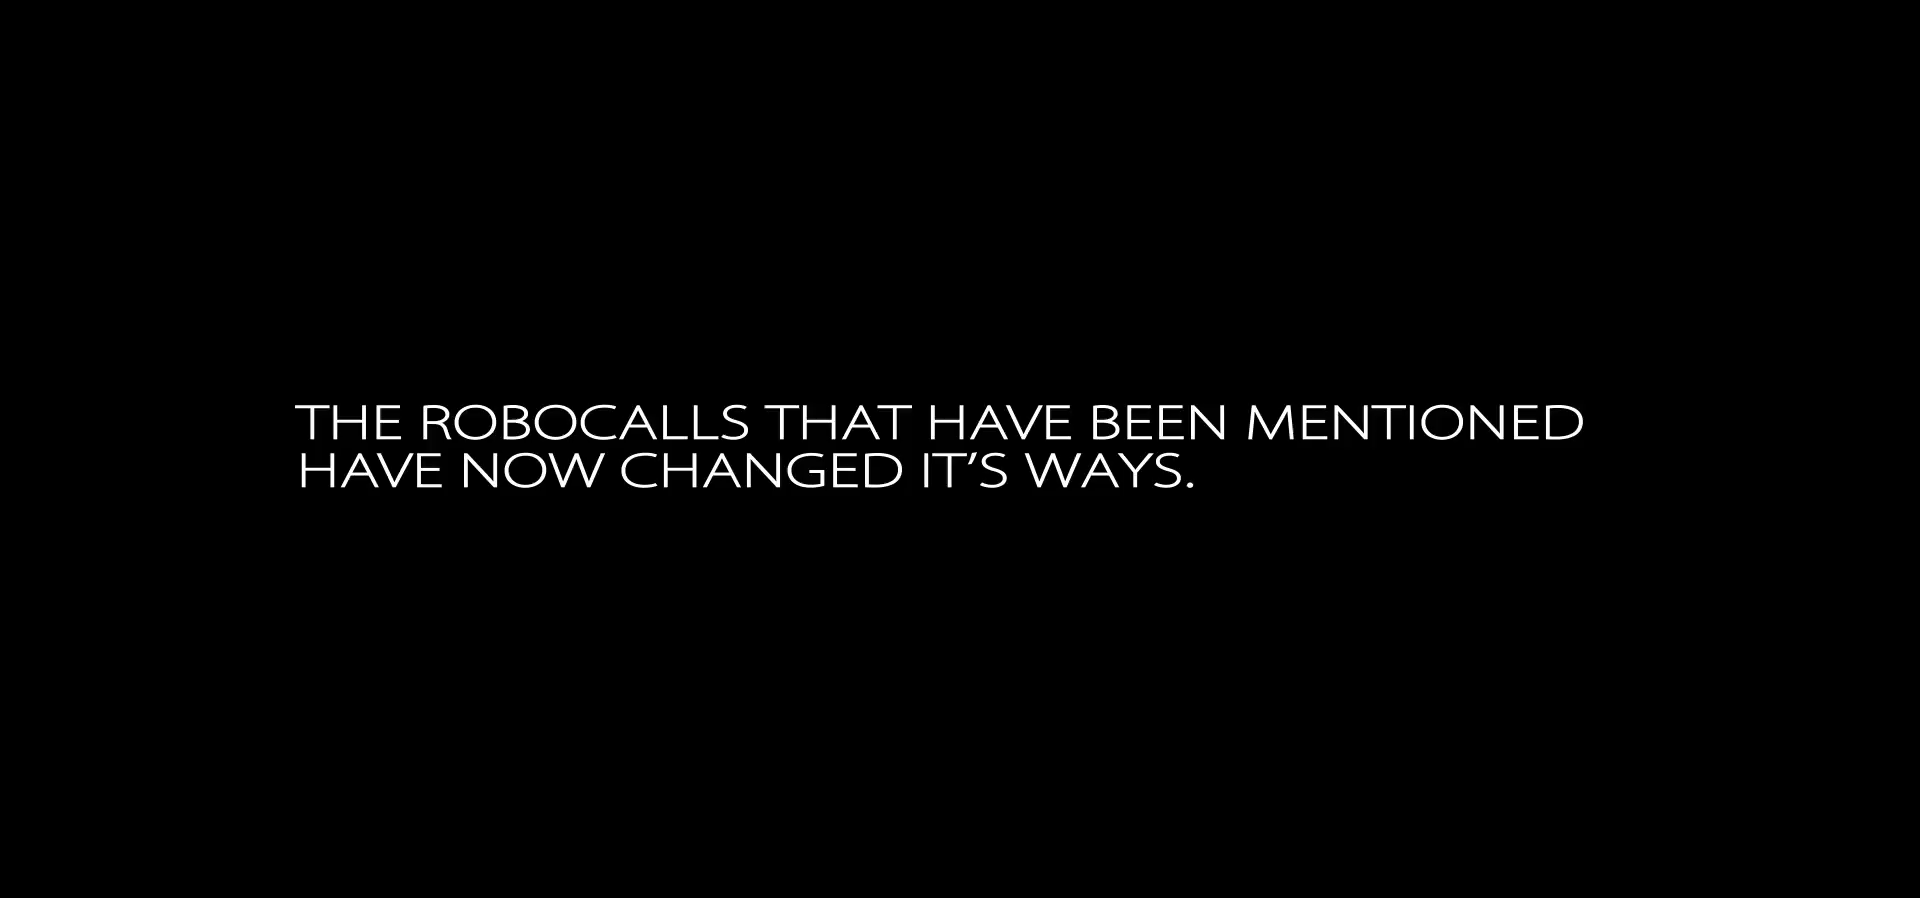 THE ROBOCALLS THAT HAVE BEEN MENTIONED
HAVE NOW CHANGED IT’S WAYS.